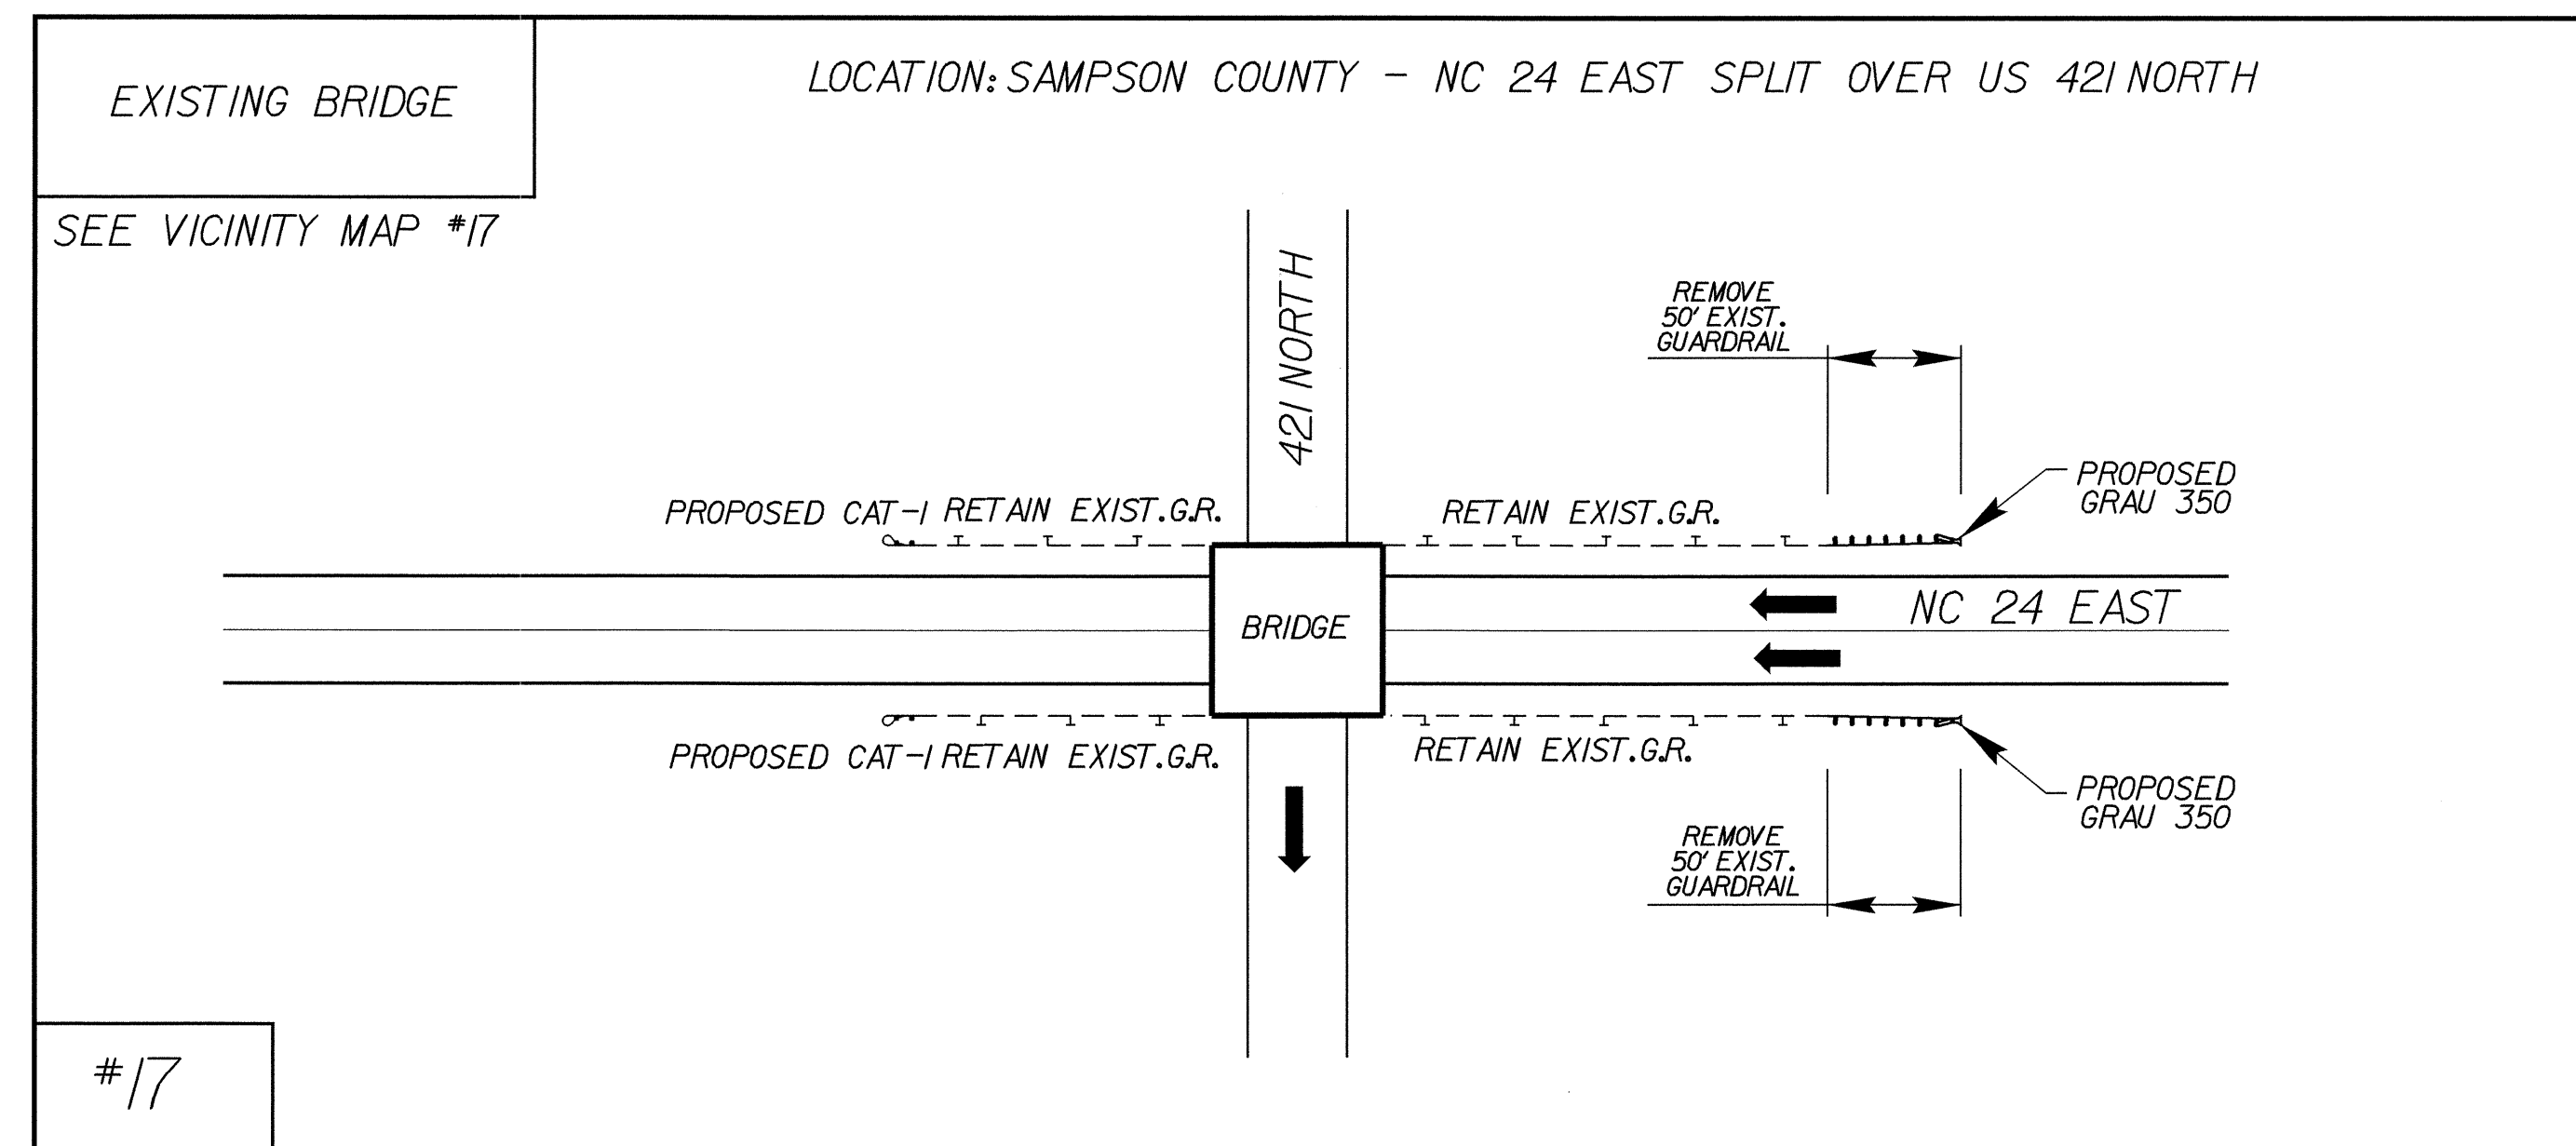 EXISTING BRIDGE
LOCATION: SAMPSON COUNTY - NC 24 EAST SPLIT OVER US 421 NORTH
SEE VICINITY MAP #17
421 NORTH
REMOVE
50' EXIST.
GUARDRAIL
PROPOSED
GRAU 350
PROPOSED CAT-1 RETAIN EXIST. G.R.
RETAIN EXIST. G.R.
BRIDGE
NC 24 EAST
PROPOSED CAT-1 RETAIN EXIST. G.R.
RETAIN EXIST. G.R.
PROPOSED
GRAU 350
REMOVE
50' EXIST.
GUARDRAIL
#17